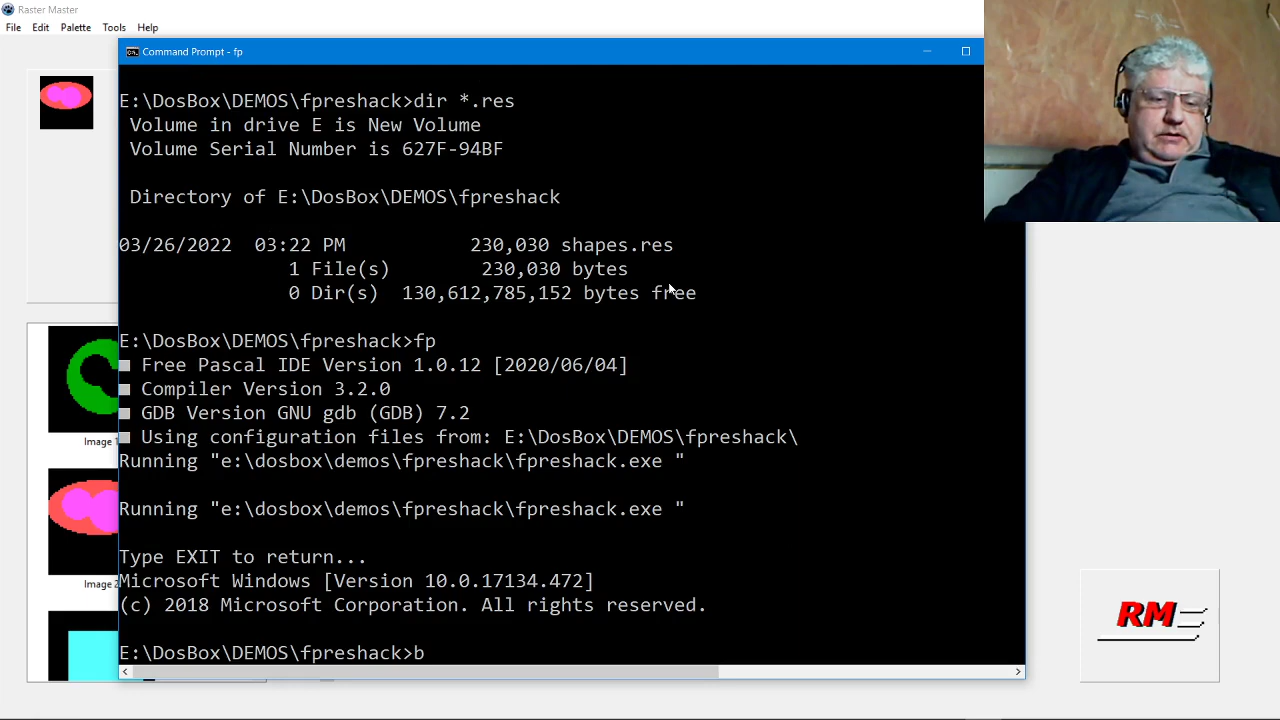 Raster Master
File Edit Palette Tools Help
Command Prompt - fp
E:\DosBox\DEMOS\fpreshack>dir *.res
Volume in drive E is New Volume
Volume Serial Number is 627F-94BF
Directory of E:\DosBox\DEMOS\fpreshack
03/26/2022 03:22 PM 230,030 shapes.res
1 File(s) 230,030 bytes
0 Dir(s) 130,612,785,152 bytes free
E:\DosBox\DEMOS\fpreshack>fp
Free Pascal IDE Version 1.0.12 [2020/06/04]
Compiler Version 3.2.0
GDB Version GNU gdb (GDB) 7.2
Using configuration files from: E:\DosBox\DEMOS\fpreshack\
Running "e:\dosbox\demos\fpreshack\fpreshack.exe "
Running "e:\dosbox\demos\fpreshack\fpreshack.exe "
Type EXIT to return...
Microsoft Windows [Version 10.0.17134.472]
(c) 2018 Microsoft Corporation. All rights reserved.
E:\DosBox\DEMOS\fpreshack>b
Image 1
Image 2
RM